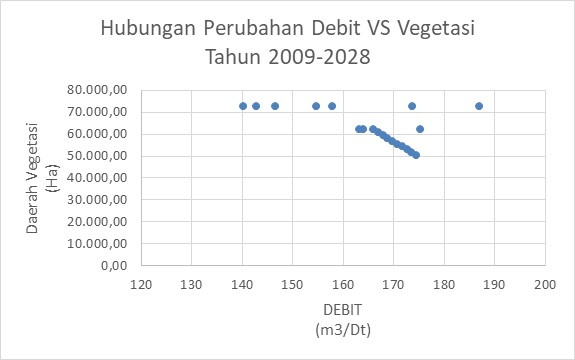 Hubungan Perubahan Debit VS Vegetasi
Tahun 2009-2028
Daerah Vegetasi
(Ha)
80.000,00
70.000,00
60.000,00
50.000,00
40.000,00
30.000,00
20.000,00
10.000,00
0,00
120 130 140 150 160 170 180 190 200
DEBIT
(m3/Dt)